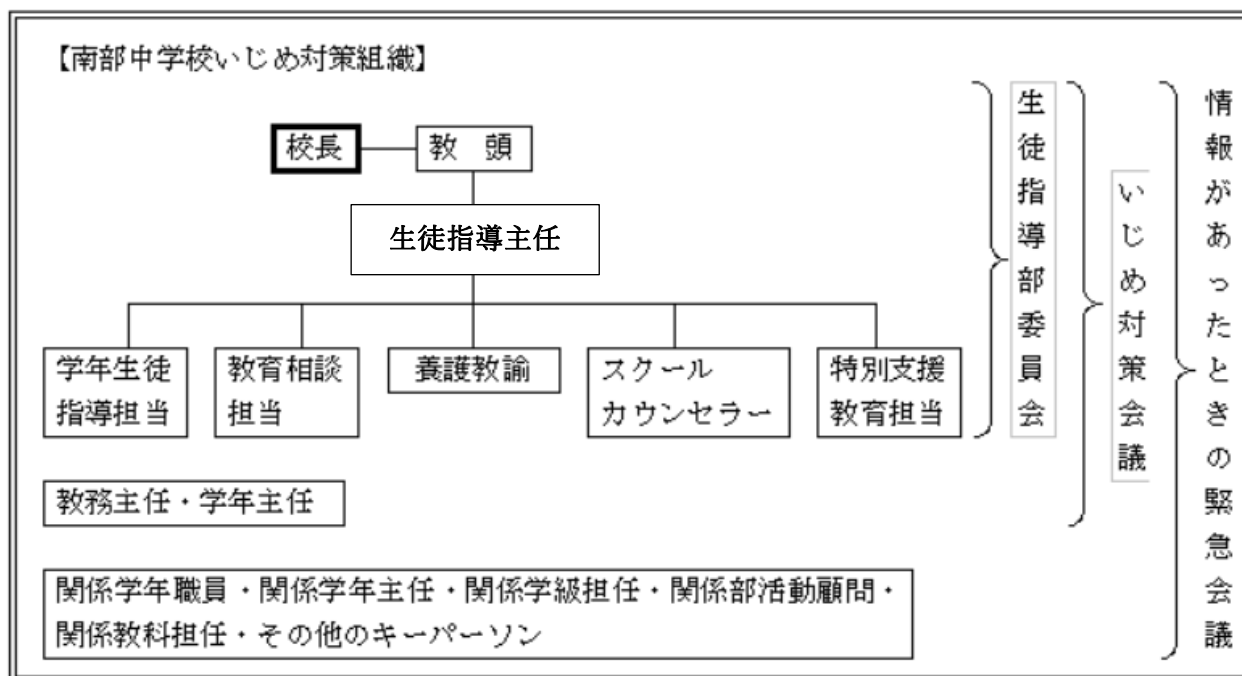 【南部中学校いじめ対策組織】
校長
教　頭
生徒指導主任
学年生徒
指導担当
教育相談
担当
養護教諭
スクール
カウンセラー
特別支援
教育担当
教務主任・学年主任
関係学年職員・関係学年主任・関係学級担任・関係部活動顧問・
関係教科担任・その他のキーパーソン
生徒指導部委員会
いじめ対策会議
情報があったときの緊急会議